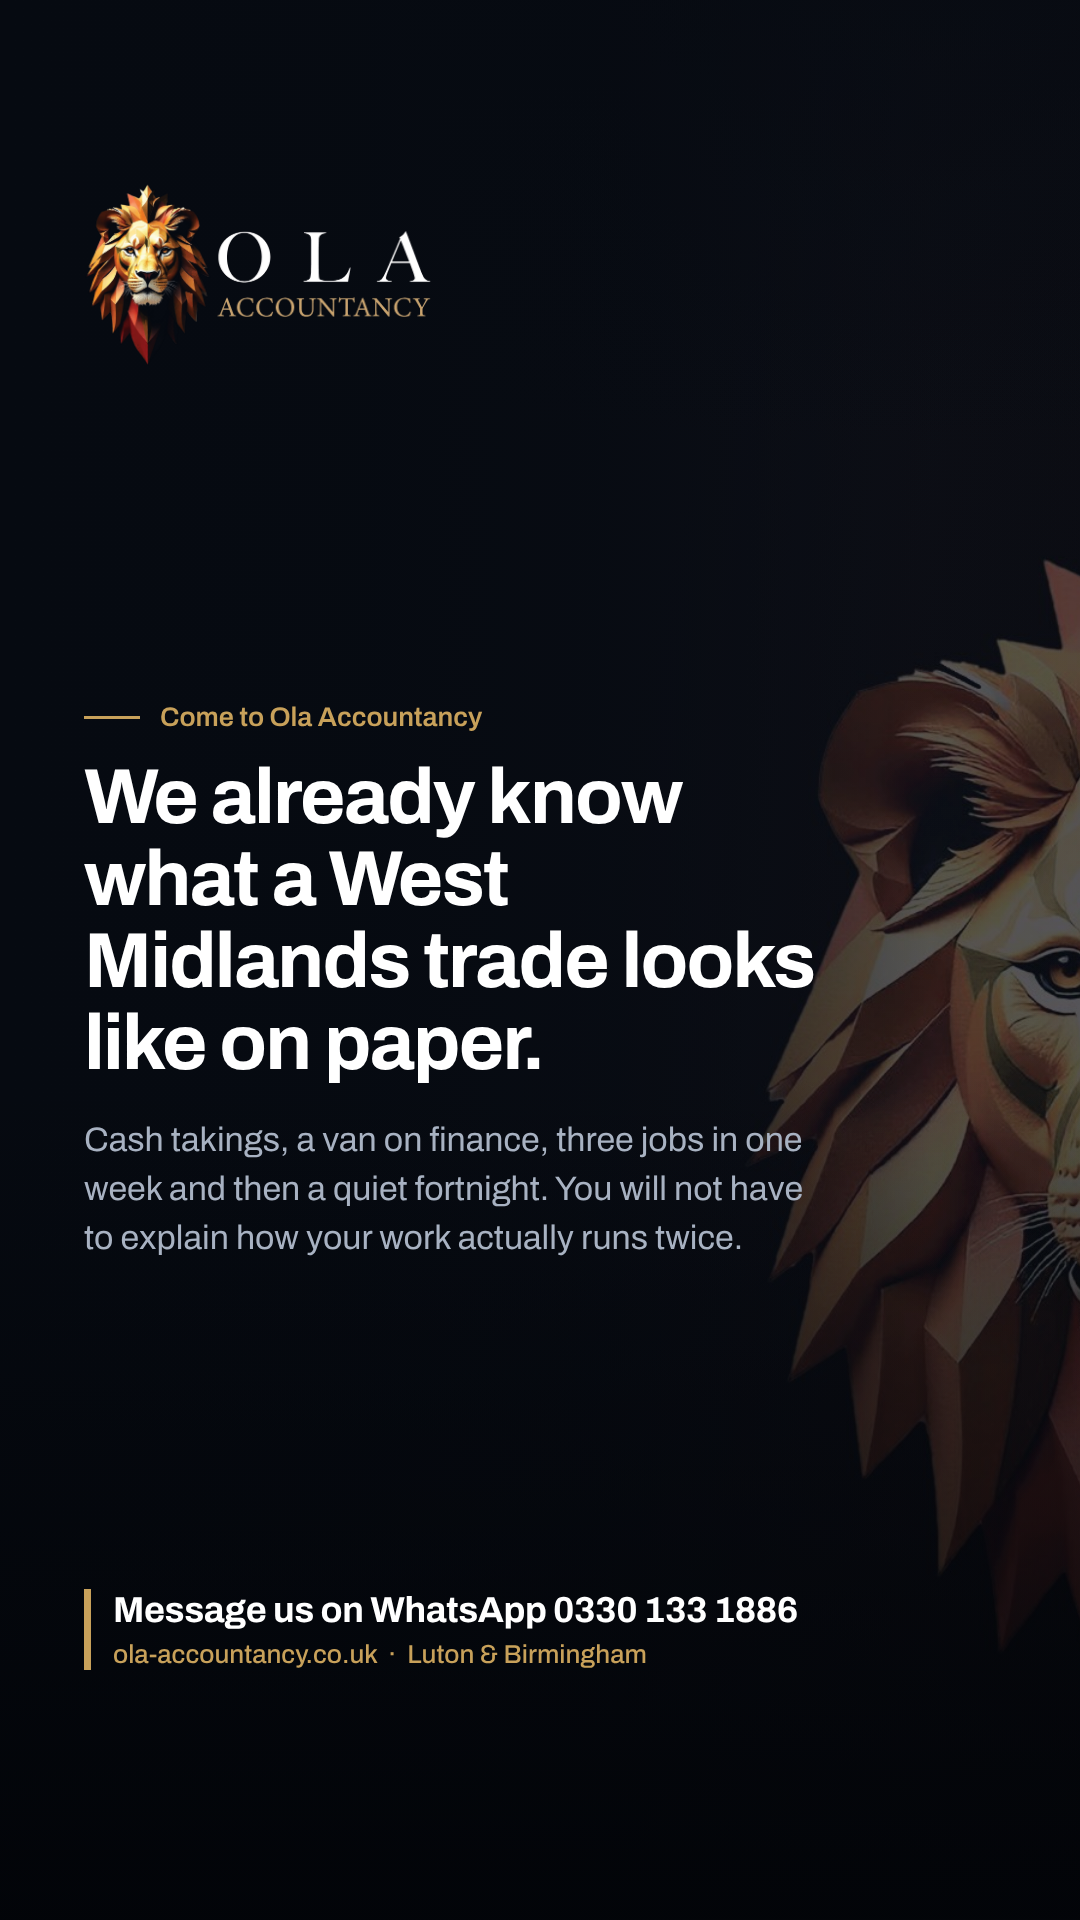 OLA
ACCOUNTANCY
Come to Ola Accountancy
We already know
what a West
Midlands trade looks
like on paper.
Cash takings, a van on finance, three jobs in one
week and then a quiet fortnight. You will not have
to explain how your work actually runs twice.
Message us on WhatsApp 0330 133 1886
ola-accountancy.co.uk · Luton & Birmingham